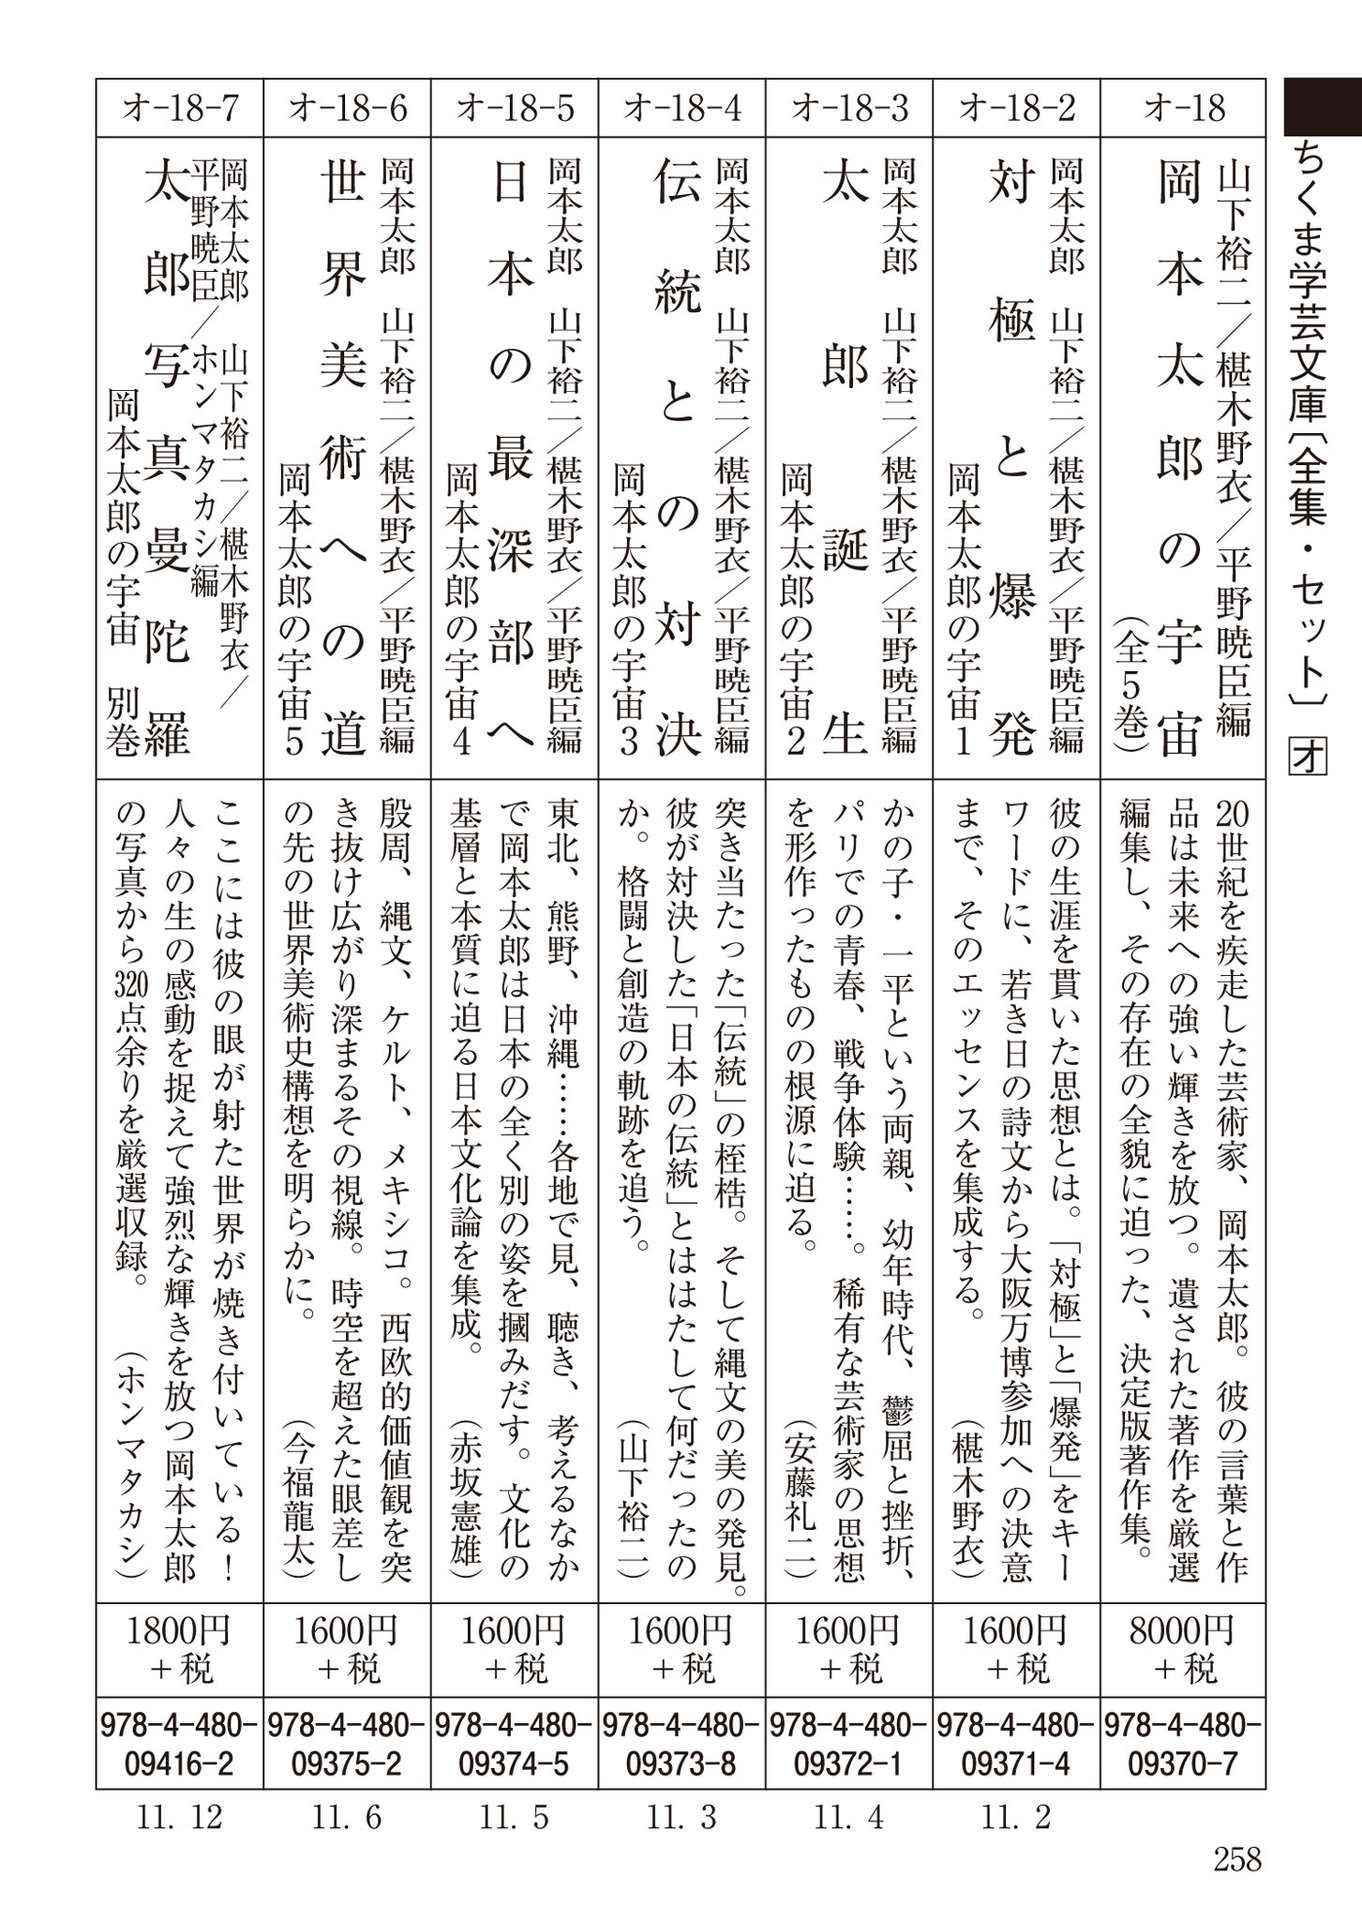 ちくま学芸文庫〔全集・セット〕 オ
オ-18
山下裕二／椹木野衣／平野暁臣編
岡本太郎の宇宙
（全5巻）
20世紀を疾走した芸術家、岡本太郎。彼の言葉と作
品は未来への強い輝きを放つ。遺された著作を厳選
編集し、その存在の全貌に迫った、決定版著作集。
8000円
＋税
978-4-480-
09370-7
オ-18-2
岡本太郎 山下裕二／椹木野衣／平野暁臣編
対極と爆発
岡本太郎の宇宙1
彼の生涯を貫いた思想とは。「対極」と「爆発」をキー
ワードに、若き日の詩文から大阪万博参加への決意
まで、そのエッセンスを集成する。 （椹木野衣）
1600円
＋税
978-4-480-
09371-4
11. 2
オ-18-3
岡本太郎 山下裕二／椹木野衣／平野暁臣編
太郎誕生
岡本太郎の宇宙2
かの子・一平という両親、幼年時代、鬱屈と挫折、
パリでの青春、戦争体験……。稀有な芸術家の思想
を形作ったものの根源に迫る。 （安藤礼二）
1600円
＋税
978-4-480-
09372-1
11. 4
オ-18-4
岡本太郎 山下裕二／椹木野衣／平野暁臣編
伝統との対決
岡本太郎の宇宙3
突き当たった「伝統」の桎梏。そして縄文の美の発見。
彼が対決した「日本の伝統」とははたして何だったの
か。格闘と創造の軌跡を追う。 （山下裕二）
1600円
＋税
978-4-480-
09373-8
11. 3
オ-18-5
岡本太郎 山下裕二／椹木野衣／平野暁臣編
日本の最深部へ
岡本太郎の宇宙4
東北、熊野、沖縄……各地で見、聴き、考えるなか
で岡本太郎は日本の全く別の姿を摑みだす。文化の
基層と本質に迫る日本文化論を集成。 （赤坂憲雄）
1600円
＋税
978-4-480-
09374-5
11. 5
オ-18-6
岡本太郎 山下裕二／椹木野衣／平野暁臣編
世界美術への道
岡本太郎の宇宙5
殷周、縄文、ケルト、メキシコ。西欧的価値観を突
き抜け広がり深まるその視線。時空を超えた眼差し
の先の世界美術史構想を明らかに。 （今福龍太）
1600円
＋税
978-4-480-
09375-2
11. 6
オ-18-7
岡本太郎 山下裕二／椹木野衣／
平野暁臣／ホンマタカシ編
太郎写真曼陀羅
岡本太郎の宇宙 別巻
ここには彼の眼が射た世界が焼き付いている！
人々の生の感動を捉えて強烈な輝きを放つ岡本太郎
の写真から320点余りを厳選収録。 （ホンマタカシ）
1800円
＋税
978-4-480-
09416-2
11. 12
258